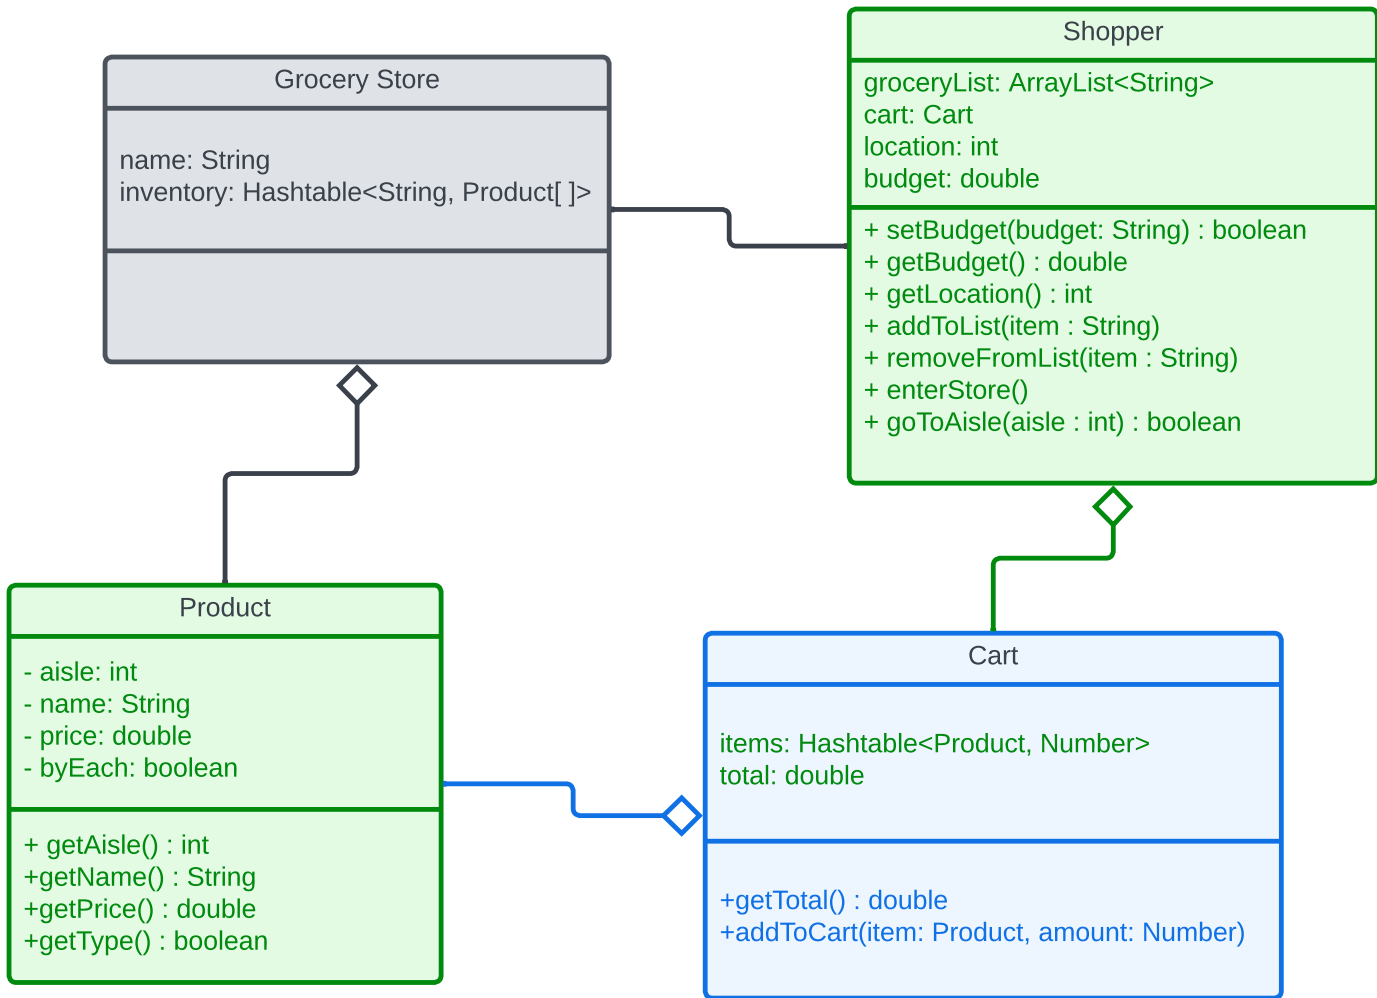 Grocery Store
name: String
inventory: Hashtable<String, Product[ ]>
Shopper
groceryList: ArrayList<String>
cart: Cart
location: int
budget: double
+ setBudget(budget: String) : boolean
+ getBudget() : double
+ getLocation() : int
+ addToList(item : String)
+ removeFromList(item : String)
+ enterStore()
+ goToAisle(aisle : int) : boolean
Product
- aisle: int
- name: String
- price: double
- byEach: boolean
+ getAisle() : int
+getName() : String
+getPrice() : double
+getType() : boolean
Cart
items: Hashtable<Product, Number>
total: double
+getTotal() : double
+addToCart(item: Product, amount: Number)